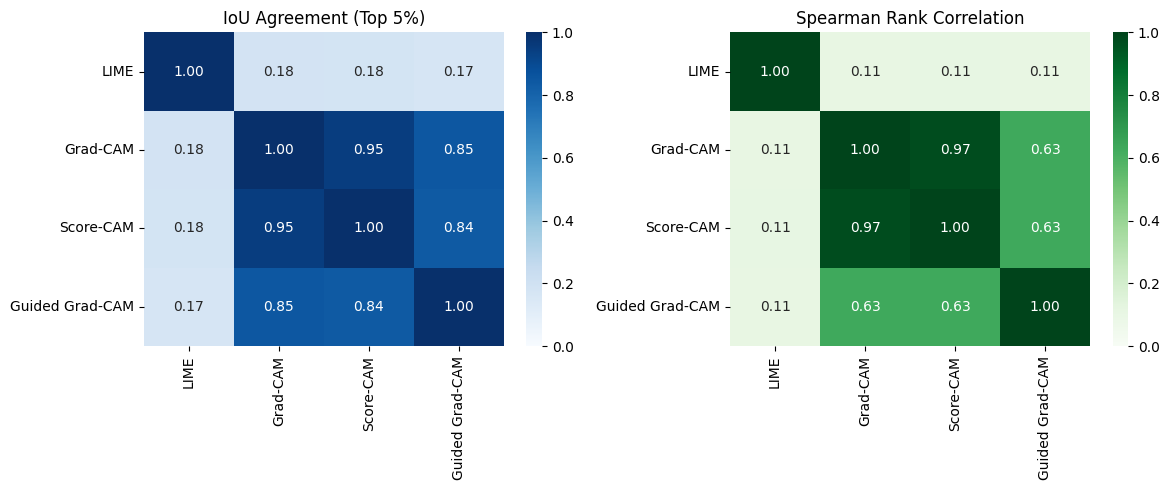 IoU Agreement (Top 5%)
LIME
Grad-CAM
Score-CAM
Guided Grad-CAM
1.00 0.18 0.18 0.17
0.18 1.00 0.95 0.85
0.18 0.95 1.00 0.84
0.17 0.85 0.84 1.00
LIME
Grad-CAM
Score-CAM
Guided Grad-CAM
1.0
0.8
0.6
0.4
0.2
0.0
Spearman Rank Correlation
LIME
Grad-CAM
Score-CAM
Guided Grad-CAM
1.00 0.11 0.11 0.11
0.11 1.00 0.97 0.63
0.11 0.97 1.00 0.63
0.11 0.63 0.63 1.00
LIME
Grad-CAM
Score-CAM
Guided Grad-CAM
1.0
0.8
0.6
0.4
0.2
0.0